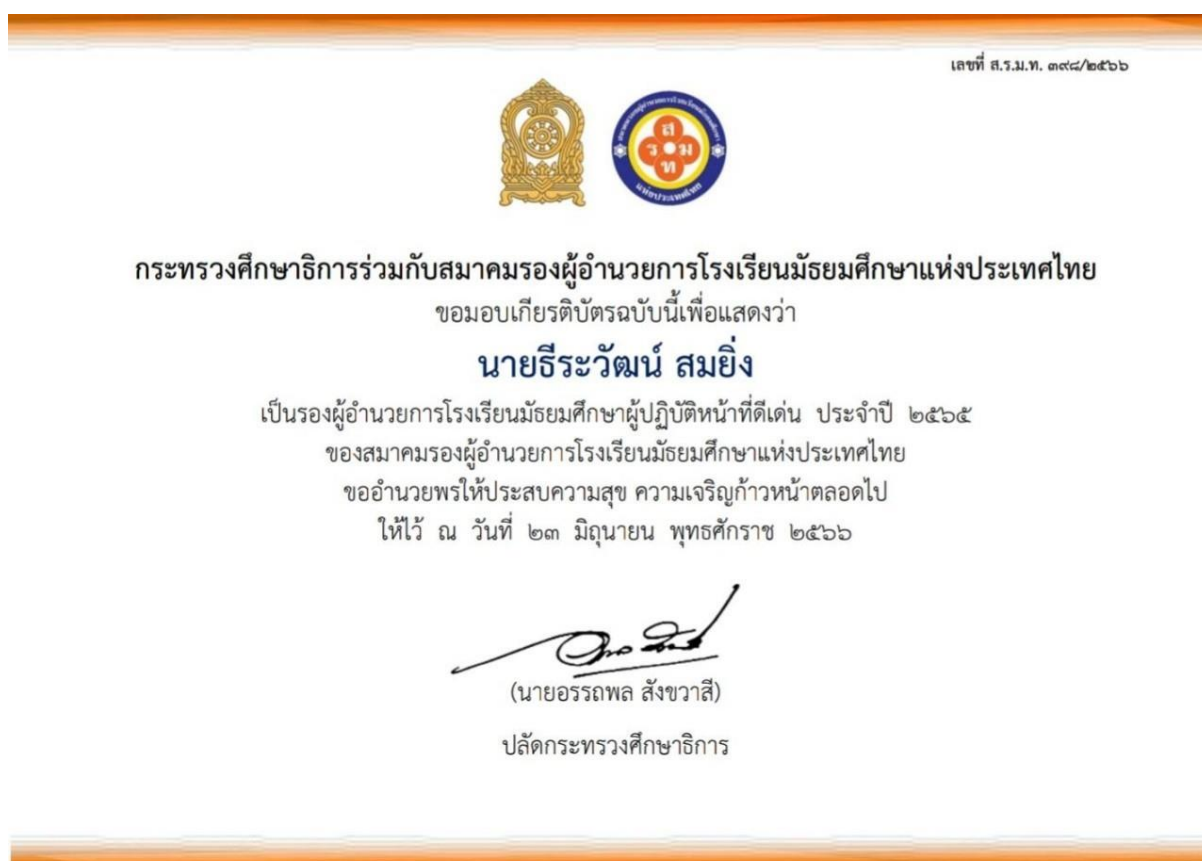 เลขที่ ส.ร.ม.ท. ๓๙๘/๒๕๖๖
ส
ร ม
ท
แห่งประเทศไทย
กระทรวงศึกษาธิการร่วมกับสมาคมรองผู้อำนวยการโรงเรียนมัธยมศึกษาแห่งประเทศไทย
ขอมอบเกียรติบัตรฉบับนี้เพื่อแสดงว่า
นายธีระวัฒน์ สมยิ่ง
เป็นรองผู้อำนวยการโรงเรียนมัธยมศึกษาผู้ปฏิบัติหน้าที่ดีเด่น ประจำปี ๒๕๖๕
ของสมาคมรองผู้อำนวยการโรงเรียนมัธยมศึกษาแห่งประเทศไทย
ขออำนวยพรให้ประสบความสุข ความเจริญก้าวหน้าตลอดไป
ให้ไว้ ณ วันที่ ๒๓ มิถุนายน พุทธศักราช ๒๕๖๖
(นายอรรถพล สังขวาสี)
ปลัดกระทรวงศึกษาธิการ